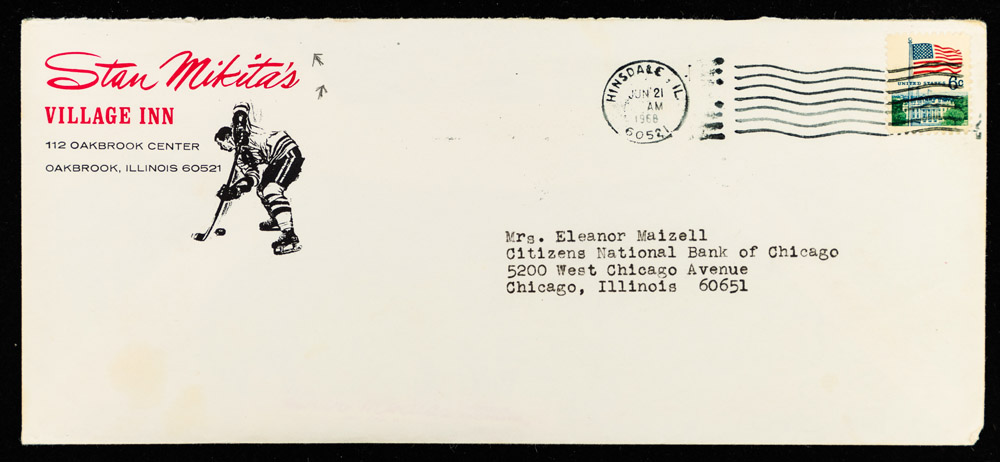 Stan Mikita's
VILLAGE INN
112 OAKBROOK CENTER
OAKBROOK, ILLINOIS 60521
HINSDALE, IL
JUN 21
AM
1968
60521
UNITED STATES 6c
Mrs. Eleanor Maizell
Citizens National Bank of Chicago
5200 West Chicago Avenue
Chicago, Illinois 60651